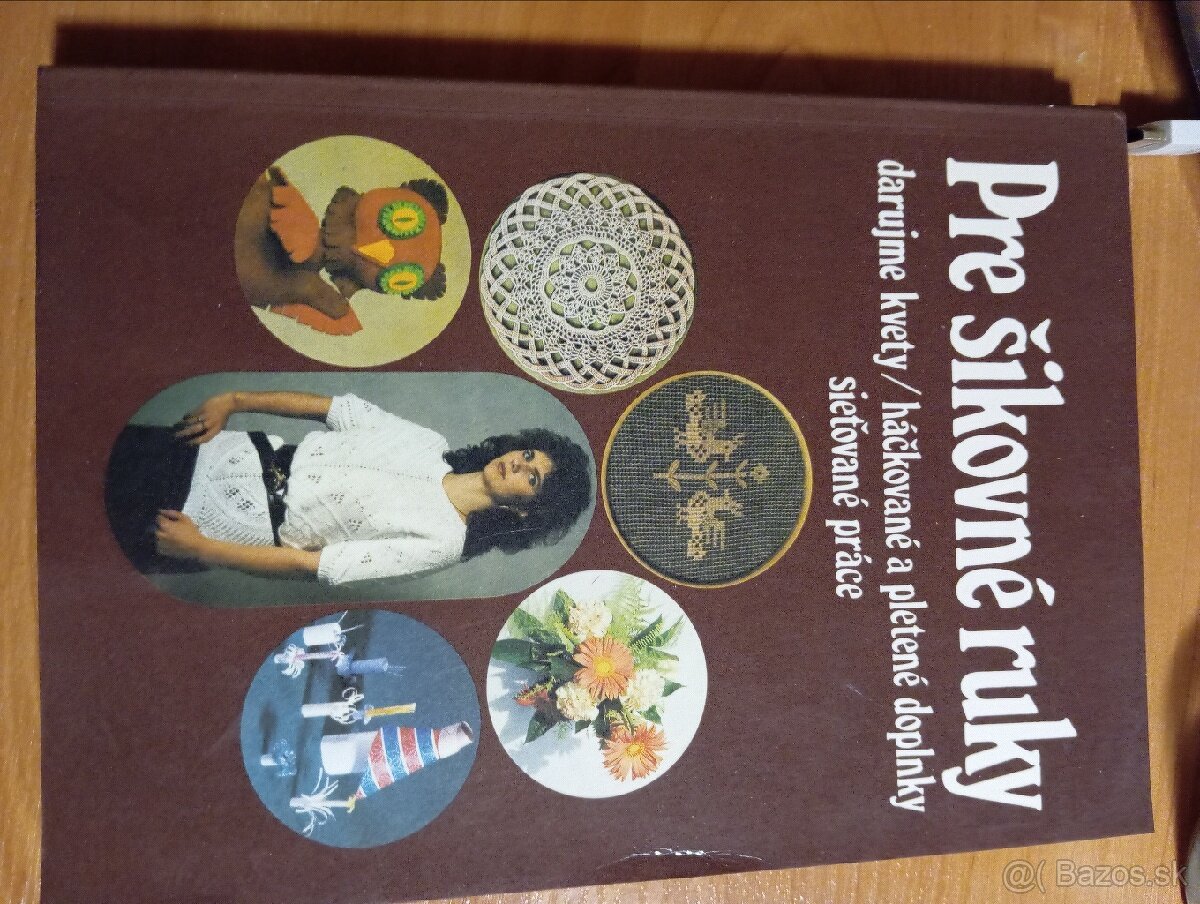 Pre šikovné ruky
darujme kvety / háčkované a pletené doplnky
sieťované práce
@( Bazos.sk